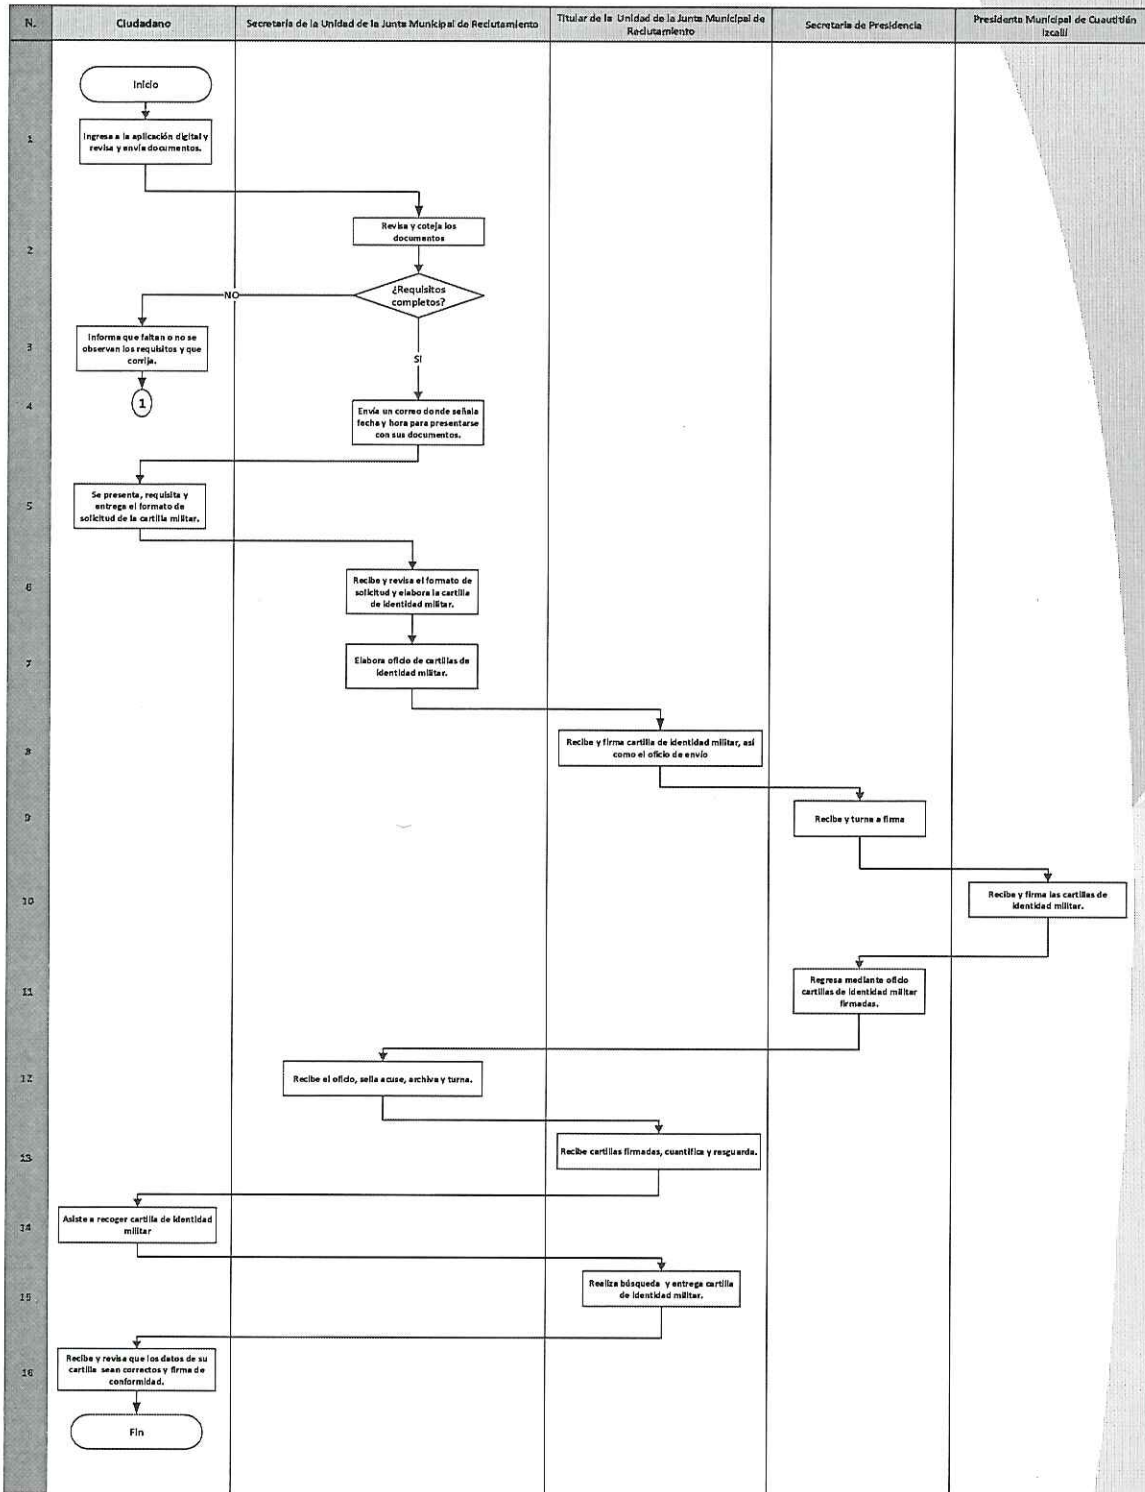 N.
Ciudadano
Secretaria de la Unidad de la Junta Municipal de Reclutamiento
Titular de la Unidad de la Junta Municipal de
Reclutamiento
Secretaria de Presidencia
Presidenta Municipal de Cuautitlán
Izcalli
Inicio
1
Ingresa a la aplicación digital y
revisa y envía documentos.
2
Revisa y coteja los
documentos
¿Requisitos
completos?
NO
3
Informa que faltan o no se
observan los requisitos y que
corrija.
SI
4
1
Envía un correo donde señala
fecha y hora para presentarse
con sus documentos.
5
Se presenta, requisita y
entrega el formato de
solicitud de la cartilla militar.
6
Recibe y revisa el formato de
solicitud y elabora la cartilla
de identidad militar.
7
Elabora oficio de cartillas de
identidad militar.
8
Recibe y firma cartilla de identidad militar, así
como el oficio de envío
9
Recibe y turna a firma
10
Recibe y firma las cartillas de
identidad militar.
11
Regresa mediante oficio
cartillas de identidad militar
firmadas.
12
Recibe el oficio, sella acuse, archiva y turna.
13
Recibe cartillas firmadas, cuantifica y resguarda.
14
Asiste a recoger cartilla de identidad
militar
15
Realiza búsqueda y entrega cartilla
de identidad militar.
16
Recibe y revisa que los datos de su
cartilla sean correctos y firma de
conformidad.
Fin